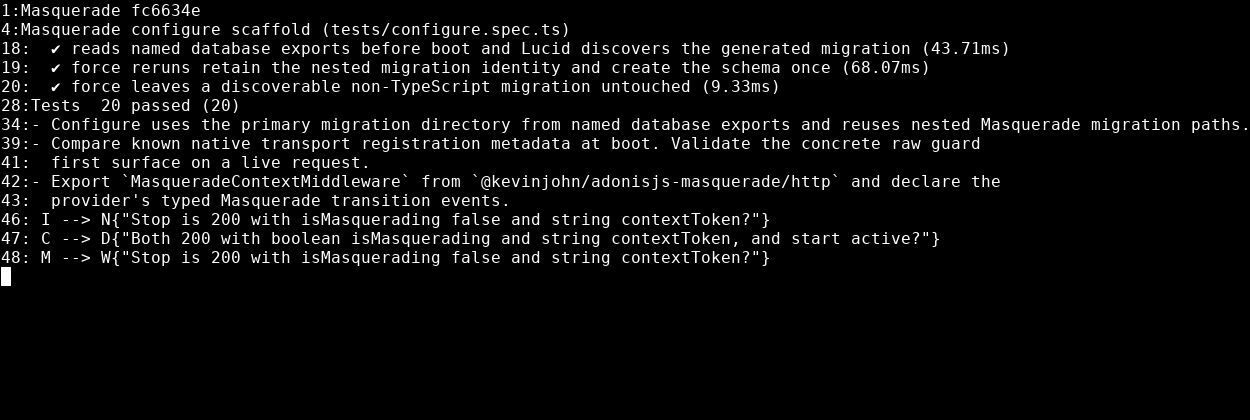 1:Masquerade fc6634e
4:Masquerade configure scaffold (tests/configure.spec.ts)
18:  ✔ reads named database exports before boot and Lucid discovers the generated migration (43.71ms)
19:  ✔ force reruns retain the nested migration identity and create the schema once (68.07ms)
20:  ✔ force leaves a discoverable non-TypeScript migration untouched (9.33ms)
28:Tests  20 passed (20)
34:- Configure uses the primary migration directory from named database exports and reuses nested Masquerade migration paths.
39:- Compare known native transport registration metadata at boot. Validate the concrete raw guard
41:  first surface on a live request.
42:- Export `MasqueradeContextMiddleware` from `@kevinjohn/adonisjs-masquerade/http` and declare the
43:  provider's typed Masquerade transition events.
46: I --> N{"Stop is 200 with isMasquerading false and string contextToken?"}
47: C --> D{"Both 200 with boolean isMasquerading and string contextToken, and start active?"}
48: M --> W{"Stop is 200 with isMasquerading false and string contextToken?"}